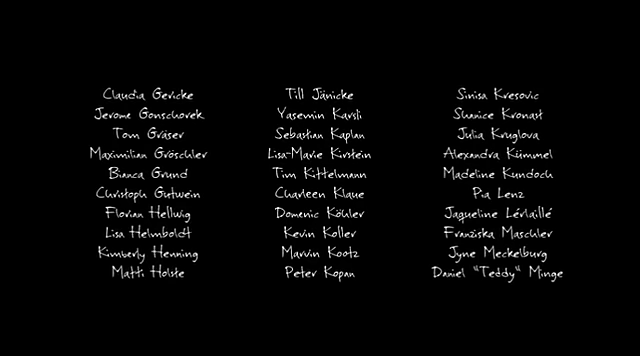 Claudia Gericke
Jerome Gonschorek
Tom Gräser
Maximilian Gröschler
Bianca Grund
Christoph Gutwein
Florian Hellwig
Lisa Helmboldt
Kimberly Henning
Matti Holste
Till Jänicke
Yasemin Karsli
Sebastian Kaplan
Lisa-Marie Kirstein
Tim Kittelmann
Charleen Klaue
Domenic Köhler
Kevin Koller
Marvin Kootz
Peter Kopan
Sinisa Kresovic
Shanice Kronast
Julia Kruglova
Alexandra Kümmel
Madeline Kundoch
Pia Lenz
Jaqueline Lérlaillé
Franziska Maschler
Jyne Meckelburg
Daniel "Teddy" Minge